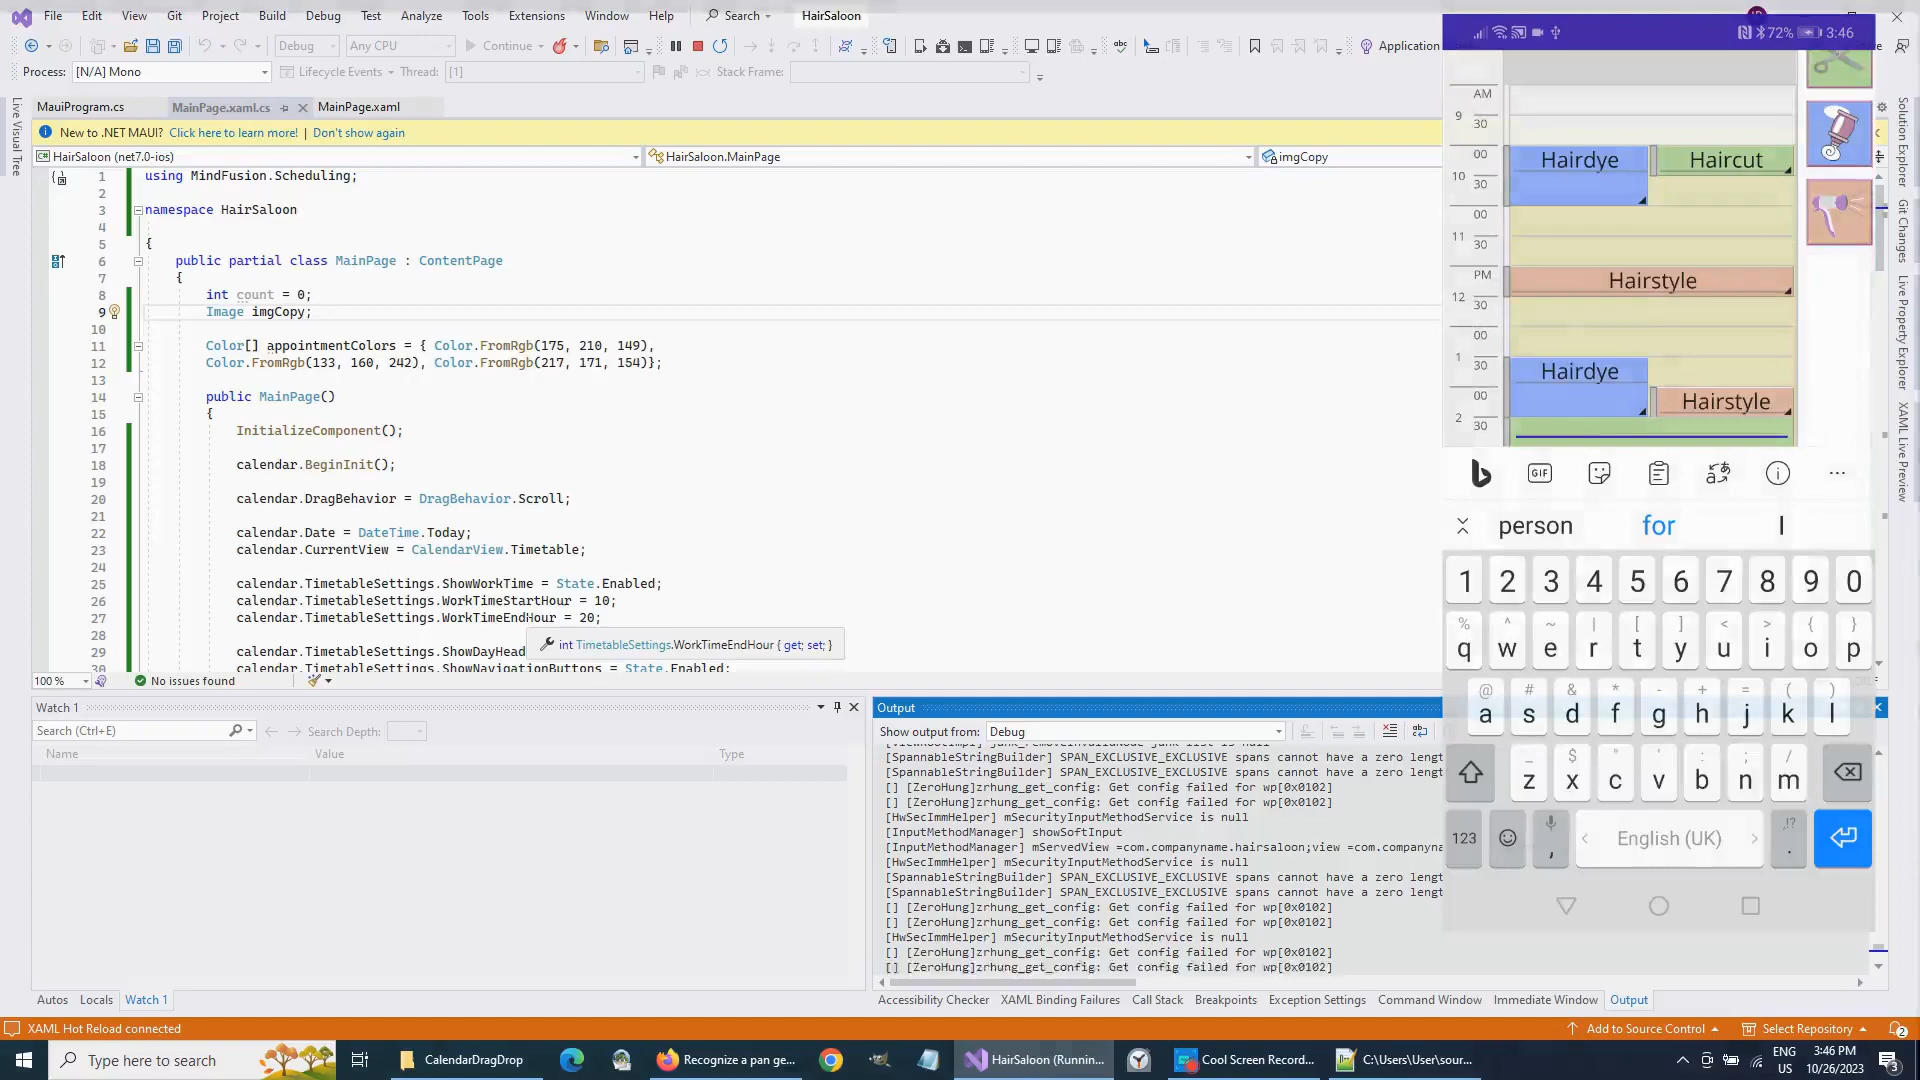 File Edit View Git Project Build Debug Test Analyze Tools Extensions Window Help Search HairSaloon
Debug Any CPU Continue Application
Process: [N/A] Mono Lifecycle Events Thread: [1] Stack Frame:
MauiProgram.cs MainPage.xaml.cs MainPage.xaml
New to .NET MAUI? Click here to learn more! Don't show again
HairSaloon (net7.0-ios) HairSaloon.MainPage imgCopy
1 using MindFusion.Scheduling;
2
3 namespace HairSaloon
4
5 {
6 public partial class MainPage : ContentPage
7 {
8 int count = 0;
9 Image imgCopy;
10
11 Color[] appointmentColors = { Color.FromRgb(175, 210, 149),
12 Color.FromRgb(133, 160, 242), Color.FromRgb(217, 171, 154)};
13
14 public MainPage()
15 {
16 InitializeComponent();
17
18 calendar.BeginInit();
19
20 calendar.DragBehavior = DragBehavior.Scroll;
21
22 calendar.Date = DateTime.Today;
23 calendar.CurrentView = CalendarView.Timetable;
24
25 calendar.TimetableSettings.ShowWorkTime = State.Enabled;
26 calendar.TimetableSettings.WorkTimeStartHour = 10;
27 calendar.TimetableSettings.WorkTimeEndHour = 20;
28
int TimetableSettings.WorkTimeEndHour { get; set; }
29 calendar.TimetableSettings.ShowDayHead
30 calendar.TimetableSettings.ShowNavigationButtons = State.Enabled;
100 % No issues found
Live Visual Tree
Solution Explorer
Git Changes
Live Property Explorer
XAML Live Preview
Watch 1
Search (Ctrl+E) Search Depth:
Name Value Type
Autos Locals Watch 1
Output
Show output from: Debug
[SpannableStringBuilder] SPAN_EXCLUSIVE_EXCLUSIVE spans cannot have a zero lengt
[SpannableStringBuilder] SPAN_EXCLUSIVE_EXCLUSIVE spans cannot have a zero lengt
[] [ZeroHung]zrhung_get_config: Get config failed for wp[0x0102]
[] [ZeroHung]zrhung_get_config: Get config failed for wp[0x0102]
[HwSecImmHelper] mSecurityInputMethodService is null
[InputMethodManager] showSoftInput
[InputMethodManager] mServedView =com.companyname.hairsaloon;view =com.companyna
[HwSecImmHelper] mSecurityInputMethodService is null
[SpannableStringBuilder] SPAN_EXCLUSIVE_EXCLUSIVE spans cannot have a zero lengt
[SpannableStringBuilder] SPAN_EXCLUSIVE_EXCLUSIVE spans cannot have a zero lengt
[] [ZeroHung]zrhung_get_config: Get config failed for wp[0x0102]
[] [ZeroHung]zrhung_get_config: Get config failed for wp[0x0102]
[HwSecImmHelper] mSecurityInputMethodService is null
[] [ZeroHung]zrhung_get_config: Get config failed for wp[0x0102]
[] [ZeroHung]zrhung_get_config: Get config failed for wp[0x0102]
Accessibility Checker XAML Binding Failures Call Stack Breakpoints Exception Settings Command Window Immediate Window Output
72% 3:46
AM
9 30
00 Hairdye Haircut
10 30
00
11 30
PM Hairstyle
12 30
00
1 30 Hairdye
00 Hairstyle
2 30
GIF
person for I
1 2 3 4 5 6 7 8 9 0
% ^ ~ | [ ] < > { }
q w e r t y u i o p
@ # & * - + = ( )
a s d f g h j k l
_ $ " ' : ; /
z x c v b n m
123 , English (UK) ,!? .
XAML Hot Reload connected Add to Source Control Select Repository 2
Type here to search CalendarDragDrop Recognize a pan ge... HairSaloon (Runnin... Cool Screen Record... C:\Users\User\sour... ENG US 3:46 PM 10/26/2023 3